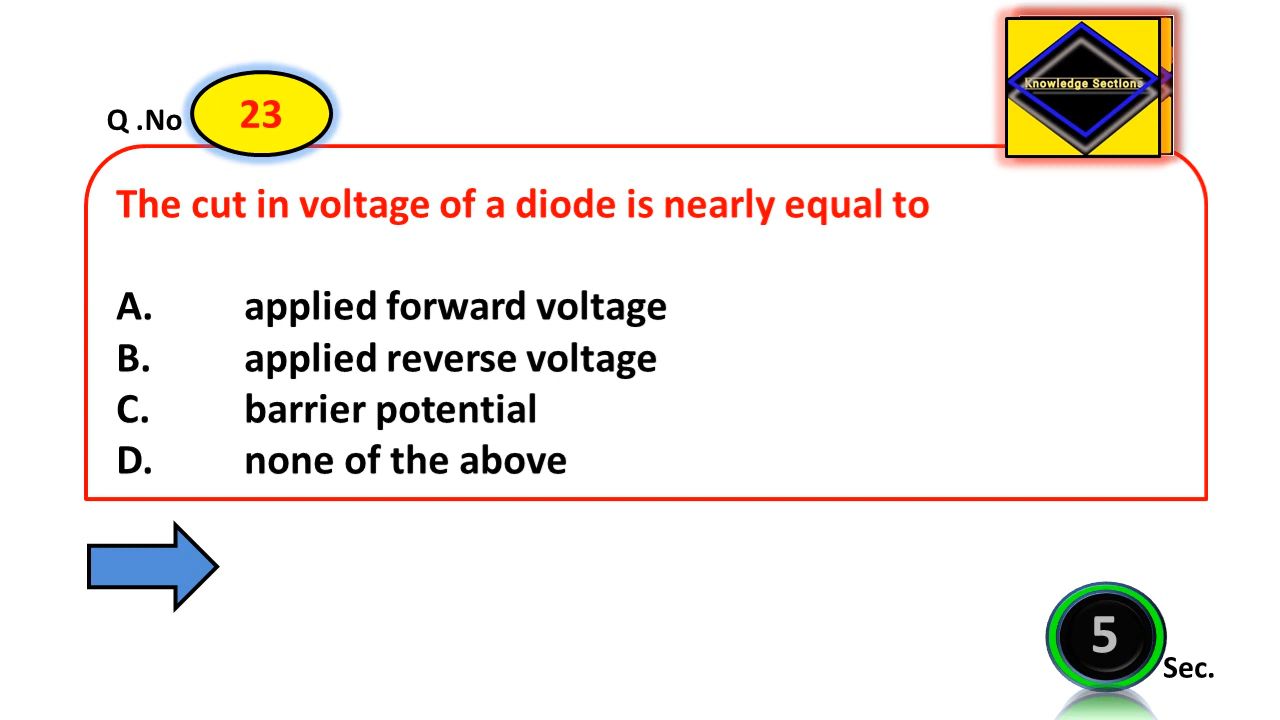 Knowledge Sections
Q .No 23
The cut in voltage of a diode is nearly equal to
A. applied forward voltage
B. applied reverse voltage
C. barrier potential
D. none of the above
5 Sec.